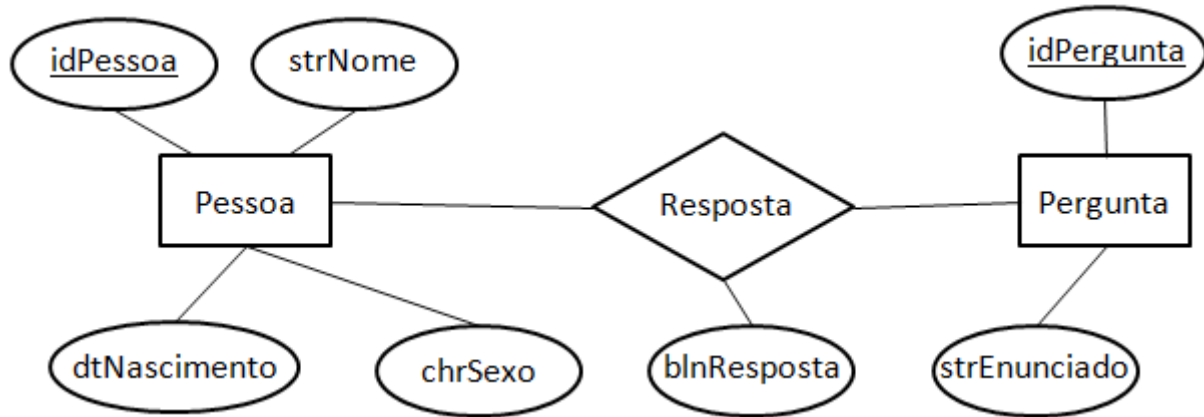 idPessoa
strNome
idPergunta
Pessoa
Resposta
Pergunta
dtNascimento
chrSexo
blnResposta
strEnunciado